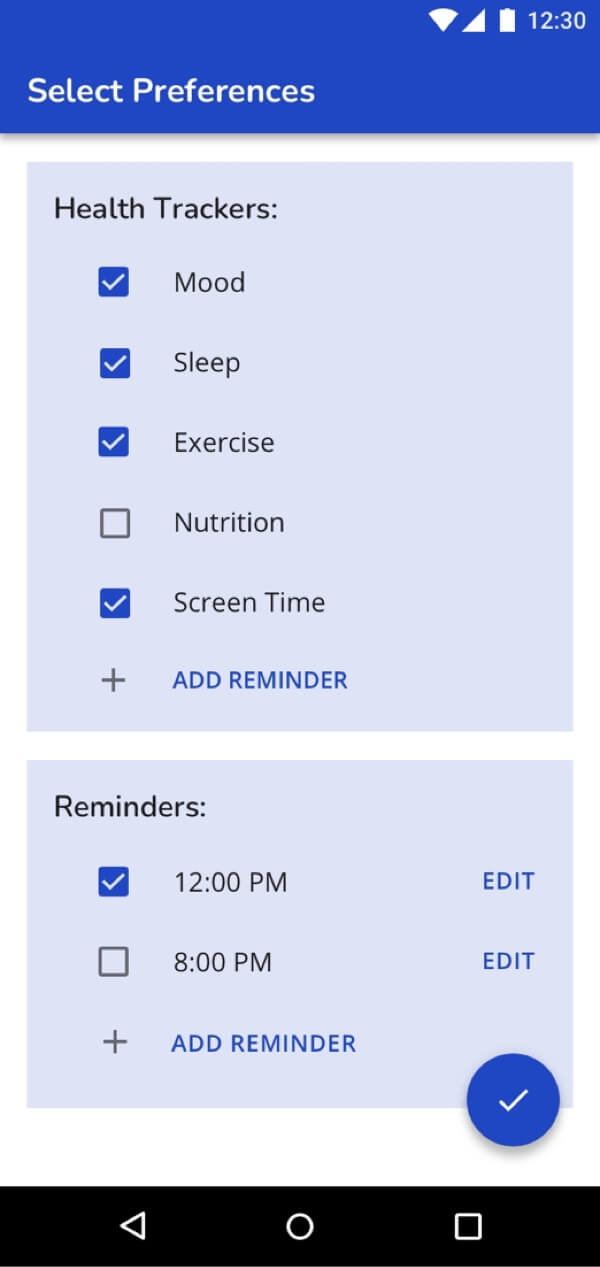 12:30
Select Preferences
Health Trackers:
Mood
Sleep
Exercise
Nutrition
Screen Time
ADD REMINDER
Reminders:
12:00 PM EDIT
8:00 PM EDIT
ADD REMINDER